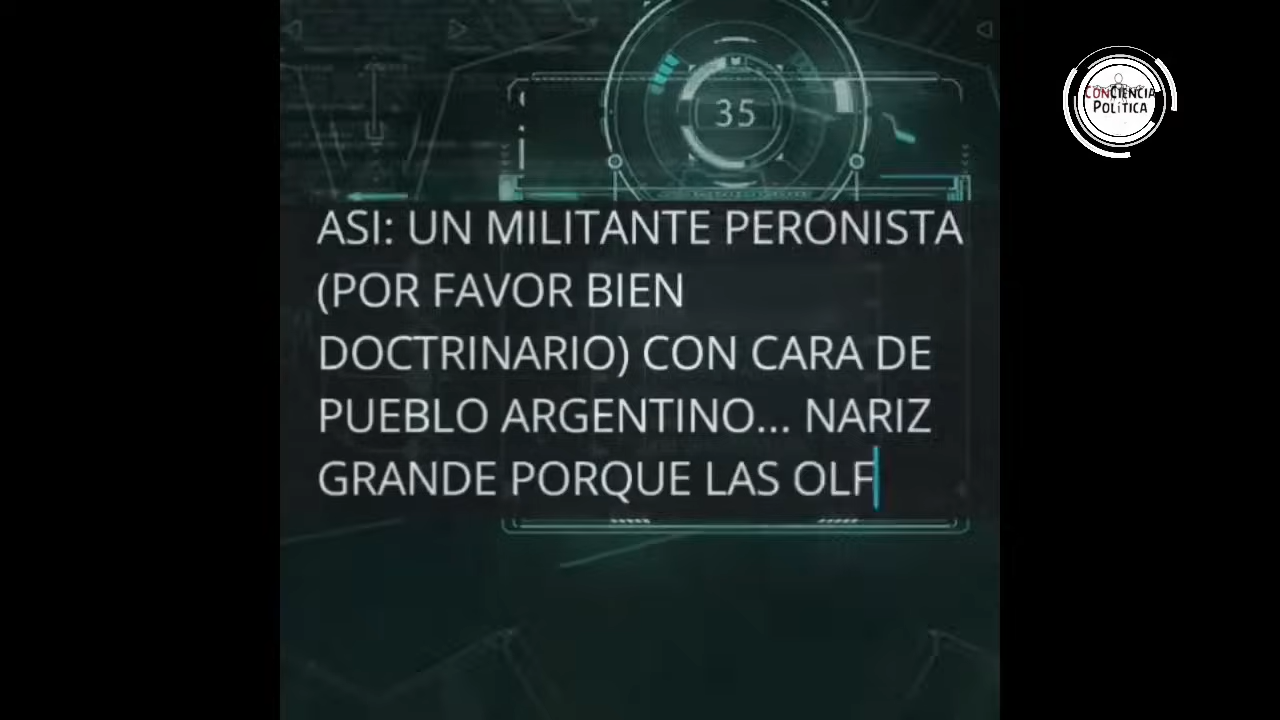 35
CONCIENCIA
POLÍTICA
ASI: UN MILITANTE PERONISTA
(POR FAVOR BIEN
DOCTRINARIO) CON CARA DE
PUEBLO ARGENTINO... NARIZ
GRANDE PORQUE LAS OLF